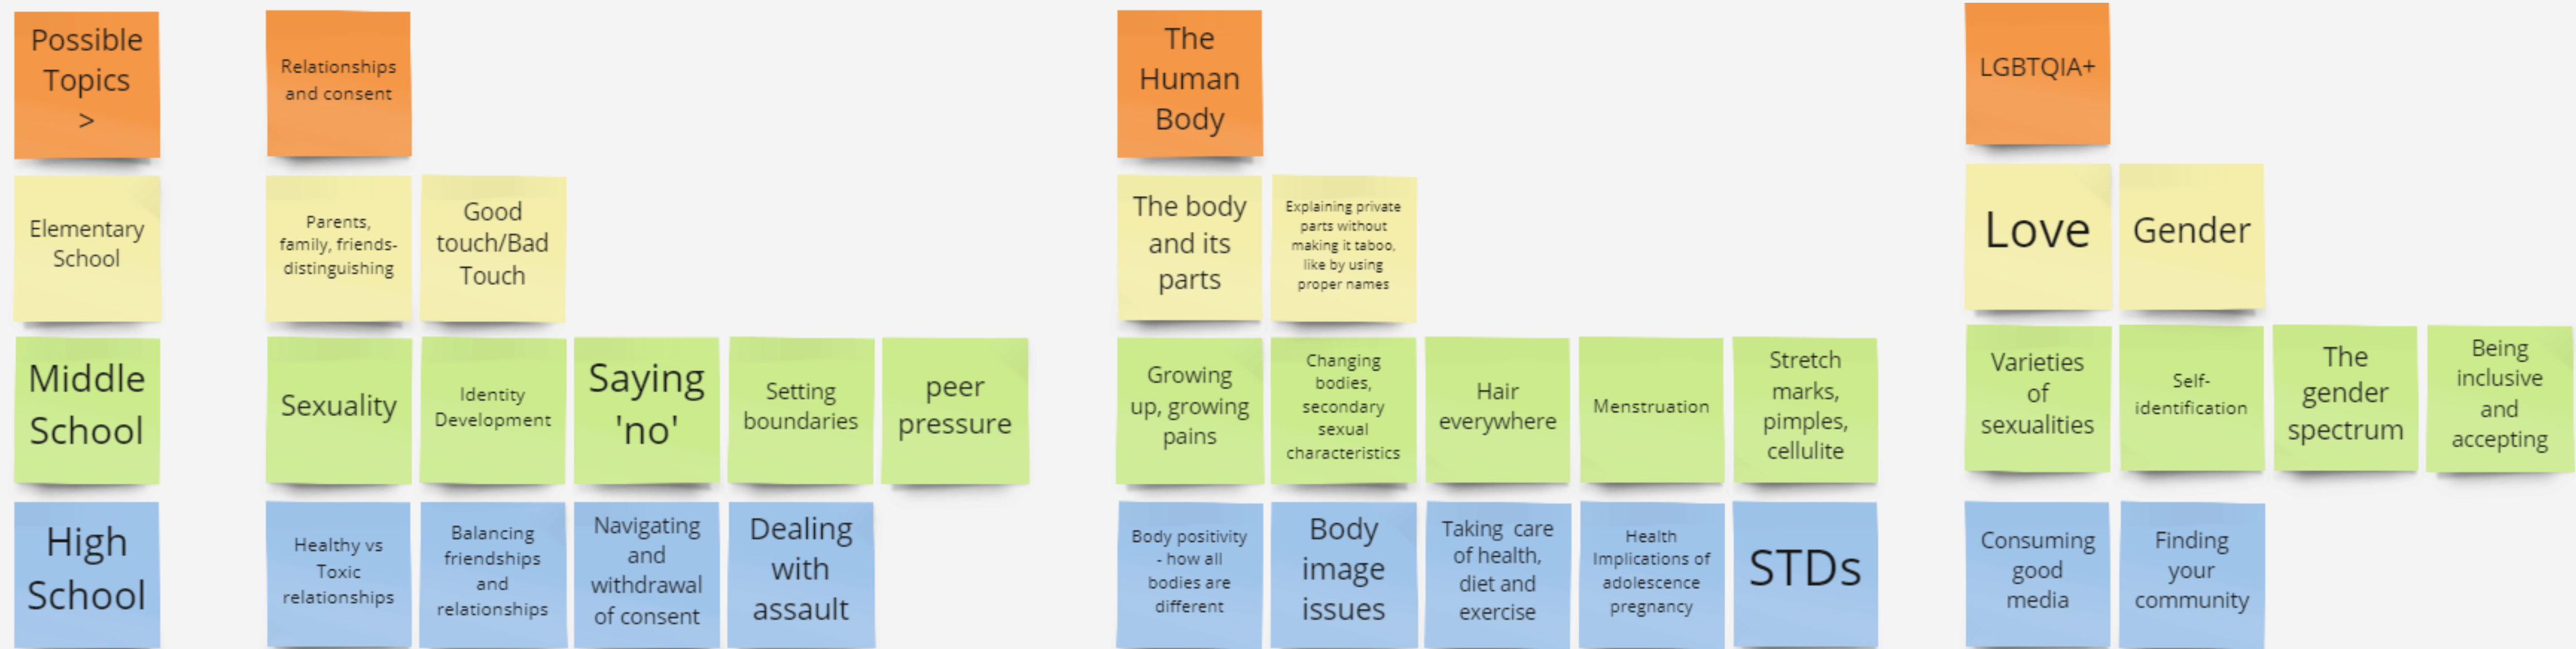 Possible
Topics
>
Relationships
and consent
The
Human
Body
LGBTQIA+
Elementary
School
Parents,
family, friends-
distinguishing
Good
touch/Bad
Touch
The body
and its
parts
Explaining private
parts without
making it taboo,
like by using
proper names
Love
Gender
Middle
School
Sexuality
Identity
Development
Saying
'no'
Setting
boundaries
peer
pressure
Growing
up, growing
pains
Changing
bodies,
secondary
sexual
characteristics
Hair
everywhere
Menstruation
Stretch
marks,
pimples,
cellulite
Varieties
of
sexualities
Self-
identification
The
gender
spectrum
Being
inclusive
and
accepting
High
School
Healthy vs
Toxic
relationships
Balancing
friendships
and
relationships
Navigating
and
withdrawal
of consent
Dealing
with
assault
Body positivity
- how all
bodies are
different
Body
image
issues
Taking care
of health,
diet and
exercise
Health
Implications of
adolescence
pregnancy
STDs
Consuming
good
media
Finding
your
community